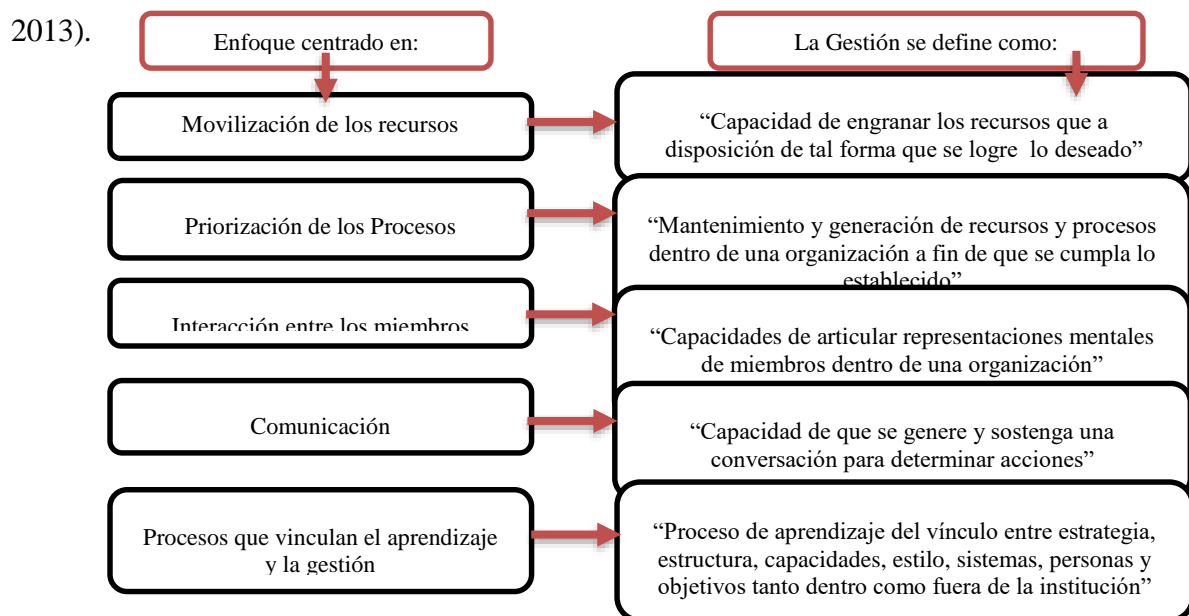 2013).
Enfoque centrado en:
La Gestión se define como:
Movilización de los recursos
“Capacidad de engranar los recursos que a
disposición de tal forma que se logre lo deseado”
Priorización de los Procesos
“Mantenimiento y generación de recursos y procesos
dentro de una organización a fin de que se cumpla lo
establecido”
Interacción entre los miembros
“Capacidades de articular representaciones mentales
de miembros dentro de una organización”
Comunicación
“Capacidad de que se genere y sostenga una
conversación para determinar acciones”
Procesos que vinculan el aprendizaje
y la gestión
“Proceso de aprendizaje del vínculo entre estrategia,
estructura, capacidades, estilo, sistemas, personas y
objetivos tanto dentro como fuera de la institución”